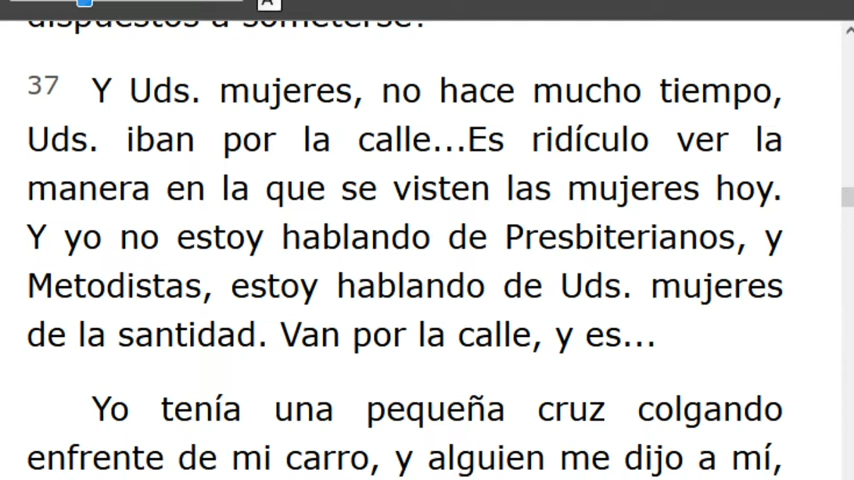 dispuestos a someterse?
37 Y Uds. mujeres, no hace mucho tiempo,
Uds. iban por la calle...Es ridículo ver la
manera en la que se visten las mujeres hoy.
Y yo no estoy hablando de Presbiterianos, y
Metodistas, estoy hablando de Uds. mujeres
de la santidad. Van por la calle, y es...
Yo tenía una pequeña cruz colgando
enfrente de mi carro, y alguien me dijo a mí,